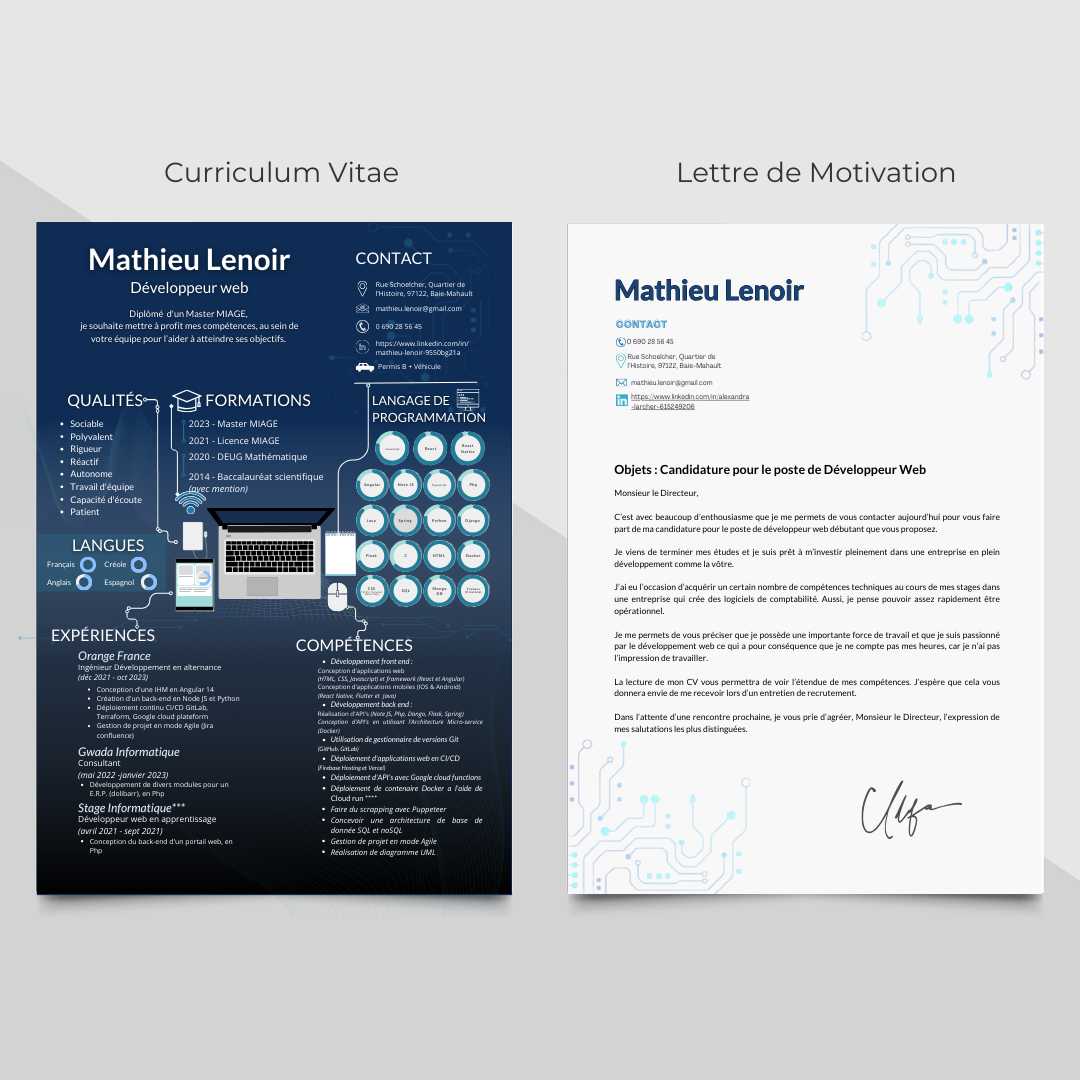 Curriculum Vitae
Mathieu Lenoir
Développeur web
Diplômé d'un Master MIAGE,
je souhaite mettre à profit mes compétences, au sein de
votre équipe pour l'aider à atteindre ses objectifs.
CONTACT
Rue Schoelcher, Quartier de
l'Histoire, 97122, Baie-Mahault
mathieu.lenoir@gmail.com
0 690 28 56 45
https://www.linkedin.com/in/
mathieu-lenoir-9550bg21a
Permis B + Véhicule
QUALITÉS
• Sociable
• Polyvalent
• Rigueur
• Réactif
• Autonome
• Travail d'équipe
• Capacité d'écoute
• Patient
FORMATIONS
2023 - Master MIAGE
2021 - Licence MIAGE
2020 - DEUG Mathématique
2014 - Baccalauréat scientifique
(avec mention)
LANGAGE DE
PROGRAMMATION
React
React
Native
Angular
Node JS
Php
Java
Spring
Python
Django
Flask
C
HTML
Docker
CSS
SQL
Mongo
DB
LANGUES
Français
Créole
Anglais
Espagnol
EXPÉRIENCES
Orange France
Ingénieur Développement en alternance
(déc 2021 - oct 2023)
• Conception d'une IHM en Angular 14
• Création d'un back-end en Node JS et Python
• Déploiement continu CI/CD GitLab,
Terraform, Google cloud plateform
• Gestion de projet en mode Agile (Jira
confluence)
Gwada Informatique
Consultant
(mai 2022 -janvier 2023)
• Développement de divers modules pour un
E.R.P. (dolibarr), en Php
Stage Informatique***
Développeur web en apprentissage
(avril 2021 - sept 2021)
• Conception du back-end d'un portail web, en
Php
COMPÉTENCES
• Développement front end :
Conception d'applications web
(HTML, CSS, Javascript) et framework (React et Angular)
Conception d'applications mobiles (IOS & Android)
(React Native, Flutter et Java)
• Développement back end :
Réalisation d'API's (Note JS, Php, Dango, Flask, Spring)
Conception d'API's en utilisant l'Architecture Micro-service
(Docker)
• Utilisation de gestionnaire de versions Git
(GitHub, GitLab)
• Déploiement d'applications web en CI/CD
(Firebase Hosting et Vercel)
• Déploiement d'API's avec Google cloud functions
• Déploiement de contenaire Docker a l'aide de
Cloud run ****
• Faire du scrapping avec Puppeteer
• Concevoir une architecture de base de
donnée SQL et noSQL
• Gestion de projet en mode Agile
• Réalisation de diagramme UML
Lettre de Motivation
Mathieu Lenoir
CONTACT
0 690 28 56 45
Rue Schoelcher, Quartier de
l'Histoire, 97122, Baie-Mahault
mathieu.lenoir@gmail.com
https://www.linkedin.com/in/alexandra
-larcher-615249206
Objets : Candidature pour le poste de Développeur Web
Monsieur le Directeur,
C'est avec beaucoup d'enthousiasme que je me permets de vous contacter aujourd'hui pour vous faire
part de ma candidature pour le poste de développeur web débutant que vous proposez.
Je viens de terminer mes études et je suis prêt à m'investir pleinement dans une entreprise en plein
développement comme la vôtre.
J'ai eu l'occasion d'acquérir un certain nombre de compétences techniques au cours de mes stages dans
une entreprise qui crée des logiciels de comptabilité. Aussi, je pense pouvoir assez rapidement être
opérationnel.
Je me permets de vous préciser que je possède une importante force de travail et que je suis passionné
par le développement web ce qui a pour conséquence que je ne compte pas mes heures, car je n'ai pas
l'impression de travailler.
La lecture de mon CV vous permettra de voir l'étendue de mes compétences. J'espère que cela vous
donnera envie de me recevoir lors d'un entretien de recrutement.
Dans l'attente d'une rencontre prochaine, je vous prie d'agréer, Monsieur le Directeur, l'expression de
mes salutations les plus distinguées.